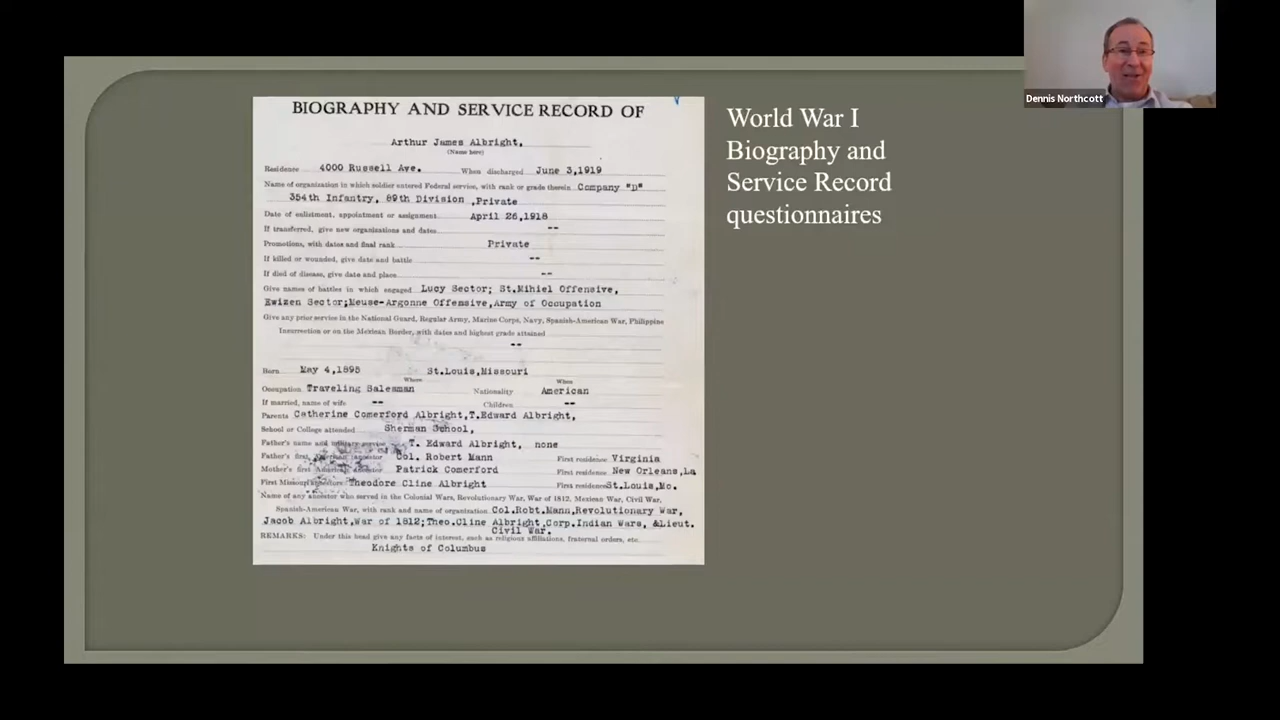 BIOGRAPHY AND SERVICE RECORD OF
Arthur James Albright,
(Name here)
Residence 4000 Russell Ave. When discharged June 3,1919
Name of organization in which soldier entered Federal service, with rank or grade therein Company "D"
354th Infantry, 89th Division ,Private
Date of enlistment, appointment or assignment April 26,1918
If transferred, give new organizations and dates --
Promotions, with dates and final rank Private
If killed or wounded, give date and battle --
If died of disease, give date and place --
Give names of battles in which engaged Lucy Sector; St.Mihiel Offensive,
Ewizen Sector;Meuse-Argonne Offensive,Army of Occupation
Give any prior service in the National Guard, Regular Army, Marine Corps, Navy, Spanish-American War, Philippine
Insurrection or on the Mexican Border, with dates and highest grade attained
--
Born May 4,1895 St.Louis,Missouri
Where When
Occupation Traveling Salesman Nationality American
If married, name of wife -- Children --
Parents Catherine Comerford Albright,T.Edward Albright,
School or College attended Sherman School,
Father's name and military service T. Edward Albright, none
Father's first American Ancestor Col. Robert Mann First residence Virginia
Mother's first American Ancestor Patrick Comerford First residence New Orleans,La
First Missouri ancestor Theodore Cline Albright First residence St.Louis,Mo.
Name of any ancestor who served in the Colonial Wars, Revolutionary War, War of 1812, Mexican War, Civil War,
Spanish-American War, with rank and name of organization Col.Robt.Mann,Revolutionary War,
Jacob Albright,War of 1812;Theo.Cline Albright,Corp.Indian Wars, &Lieut.
Civil War.
REMARKS: Under this head give any facts of interest, such as religious affiliations, fraternal orders, etc.
Knights of Columbus
World War I
Biography and
Service Record
questionnaires
Dennis Northcott